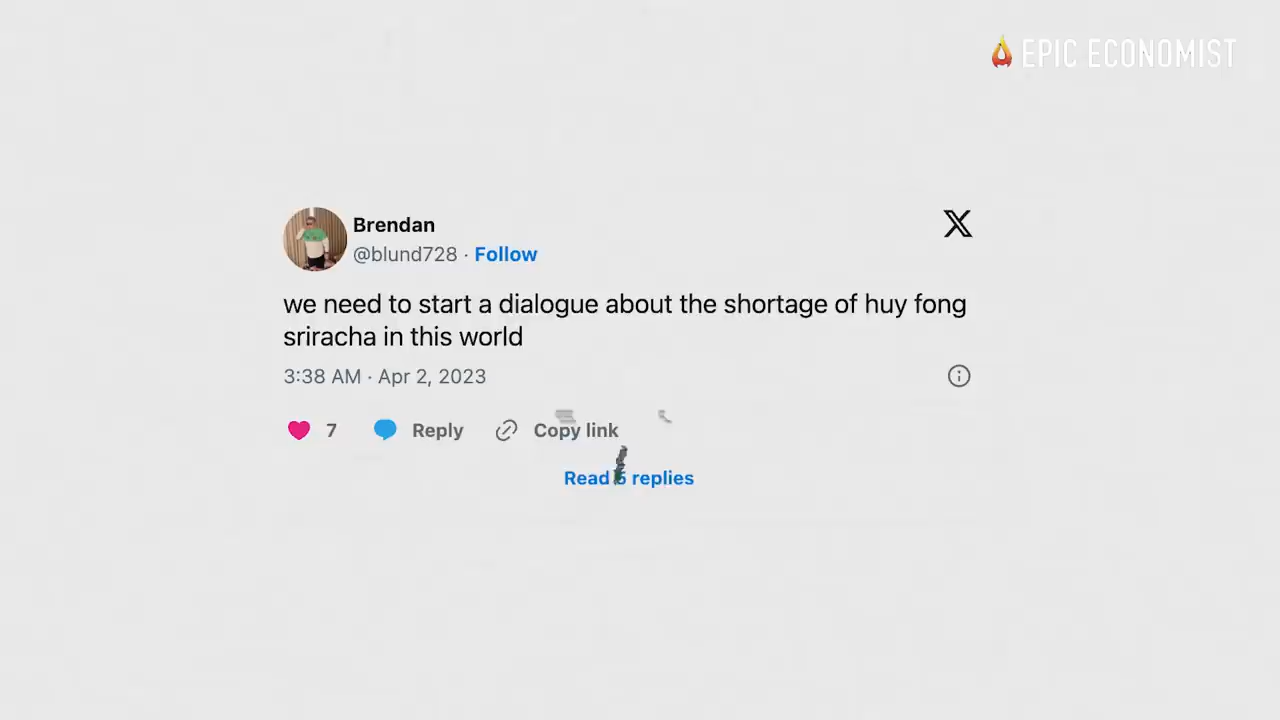 EPIC ECONOMIST
Brendan
@blund728 · Follow
we need to start a dialogue about the shortage of huy fong
sriracha in this world
3:38 AM · Apr 2, 2023
7 Reply Copy link
Read replies